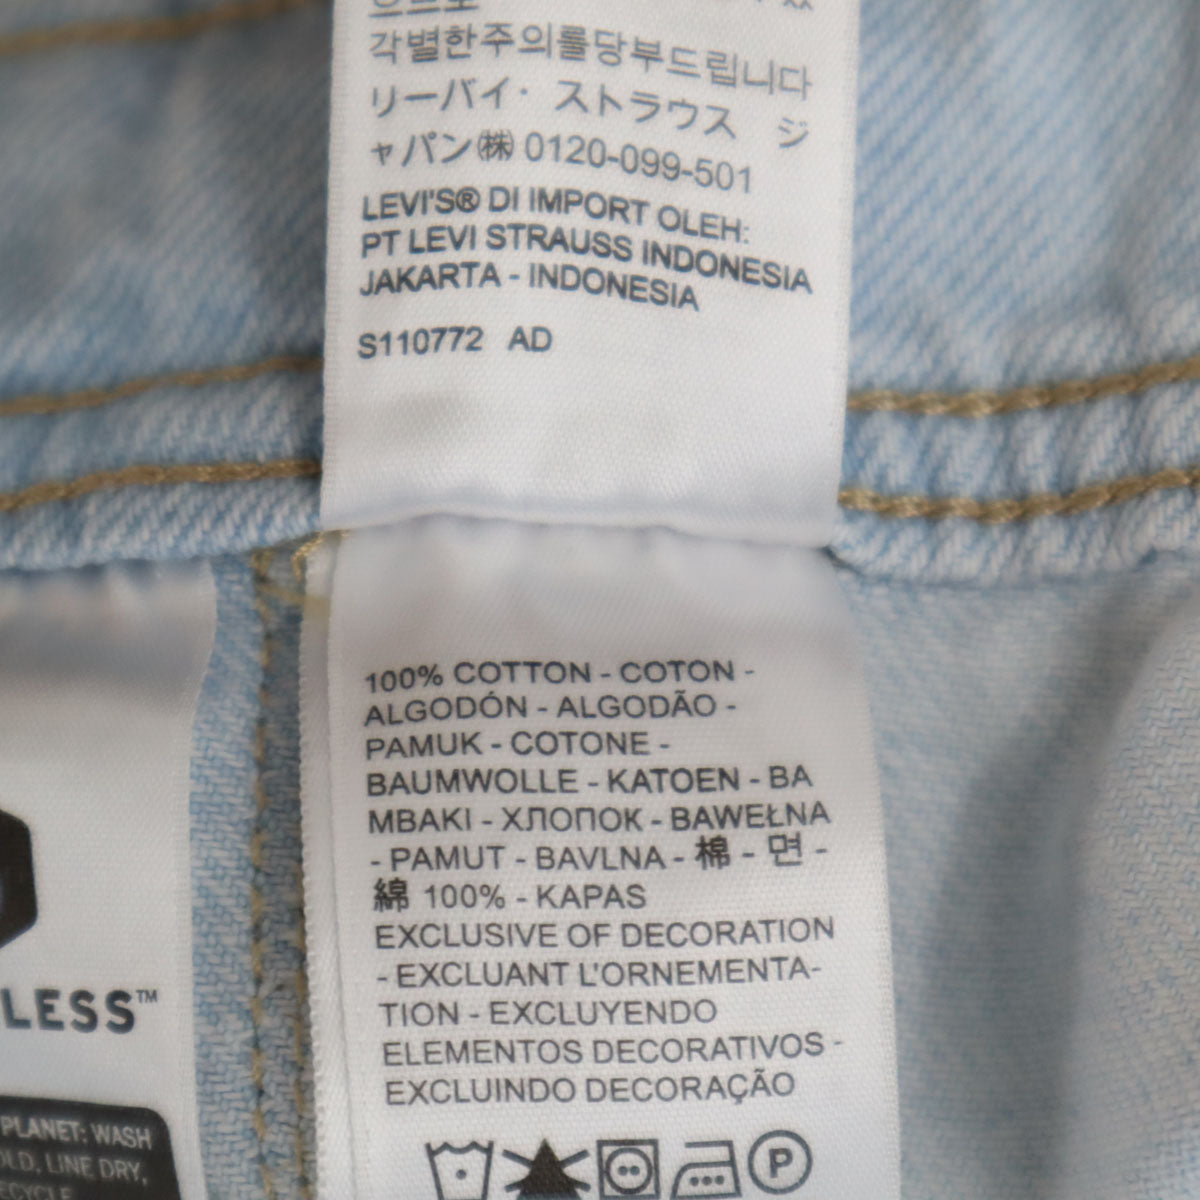 으므로
각별한주의를당부드립니다
リーバイ・ ストラウス ジ
ャパン㈱ 0120-099-501
LEVI'S® DI IMPORT OLEH:
PT LEVI STRAUSS INDONESIA
JAKARTA - INDONESIA
S110772 AD
100% COTTON - COTON -
ALGODÓN - ALGODÃO -
PAMUK - COTONE -
BAUMWOLLE - KATOEN - BA
MBAKI - ХЛОПОК - BAWEŁNA
- PAMUT - BAVLNA - 棉 - 면 -
綿 100% - KAPAS
EXCLUSIVE OF DECORATION
- EXCLUANT L'ORNEMENTA-
TION - EXCLUYENDO
ELEMENTOS DECORATIVOS -
EXCLUINDO DECORAÇÃO
P
LESS™
PLANET: WASH
OLD, LINE DRY,
ECYCLE